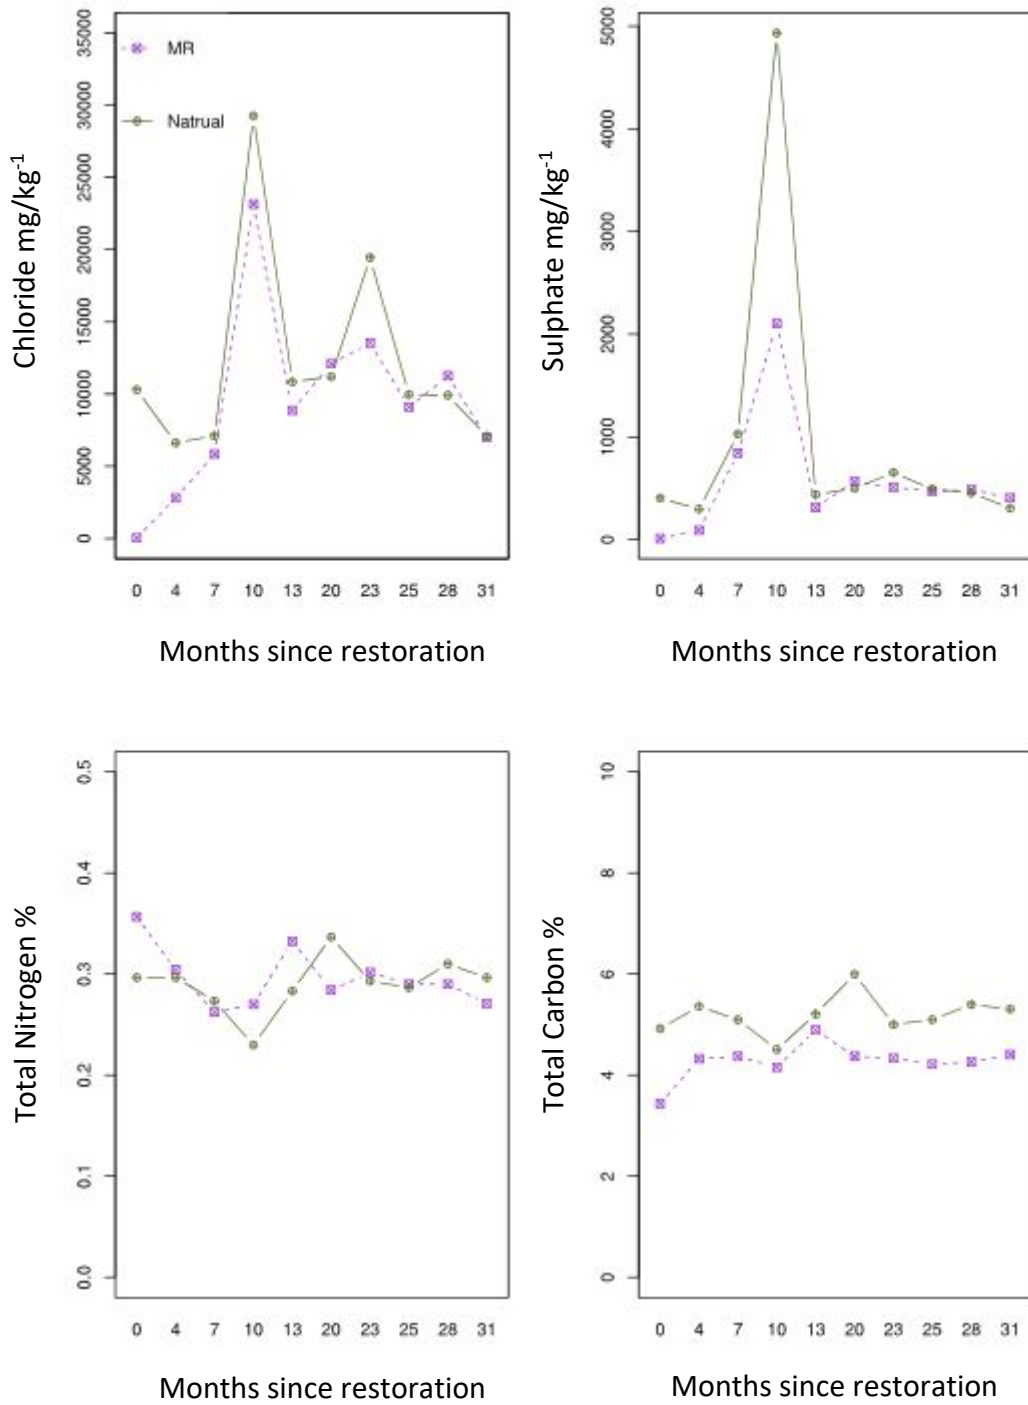 Chloride mg/kg-1
35000
30000
25000
20000
15000
10000
5000
0
MR
Natrual
0 4 7 10 13 20 23 25 28 31
Months since restoration
Sulphate mg/kg-1
5000
4000
3000
2000
1000
0
0 4 7 10 13 20 23 25 28 31
Months since restoration
Total Nitrogen %
0.5
0.4
0.3
0.2
0.1
0.0
0 4 7 10 13 20 23 25 28 31
Months since restoration
Total Carbon %
10
8
6
4
2
0
0 4 7 10 13 20 23 25 28 31
Months since restoration